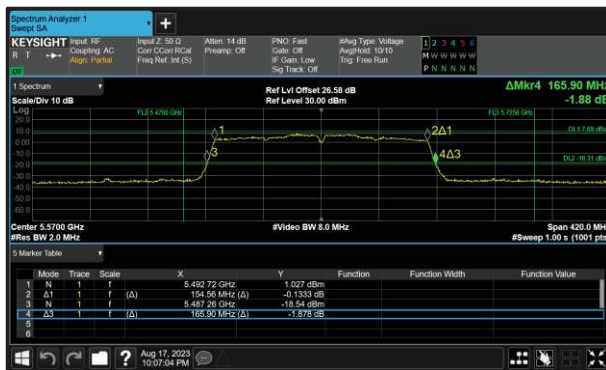 Spectrum Analyzer 1
Swept SA
KEYSIGHT Input: RF Input Z: 50 Ω Atten: 14 dB PNO: Fast #Avg Type: Voltage 1 2 3 4 5 6
R T Coupling: AC Corr CCorr RCal Preamp: Off Gate: Off Avg|Hold: 10/10 M W W W W W
Align: Partial Freq Ref: Int (S) IF Gain: Low Trig: Free Run P N N N N N
Sig Track: Off
1 Spectrum Ref Lvl Offset 26.58 dB ΔMkr4 165.90 MHz
Scale/Div 10 dB Ref Level 30.00 dBm -1.88 dB
Log
20.0 FL2 5.4700 GHz FL3 5.7250 GHz
10.0 1 2Δ1 DL1 7.69 dBm
0.00
-10.0 3 4Δ3
-20.0 DL2 -18.31 dBm
-30.0
-40.0
-50.0
-60.0
Center 5.5700 GHz #Video BW 8.0 MHz Span 420.0 MHz
#Res BW 2.0 MHz #Sweep 1.00 s (1001 pts)
5 Marker Table
Mode Trace Scale X Y Function Function Width Function Value
1 N 1 f 5.492 72 GHz 1.027 dBm
2 Δ1 1 f (Δ) 154.56 MHz (Δ) -0.1333 dB
3 N 1 f 5.487 26 GHz -18.54 dBm
4 Δ3 1 f (Δ) 165.90 MHz (Δ) -1.878 dB
5
6
? Aug 17, 2023
10:07:04 PM